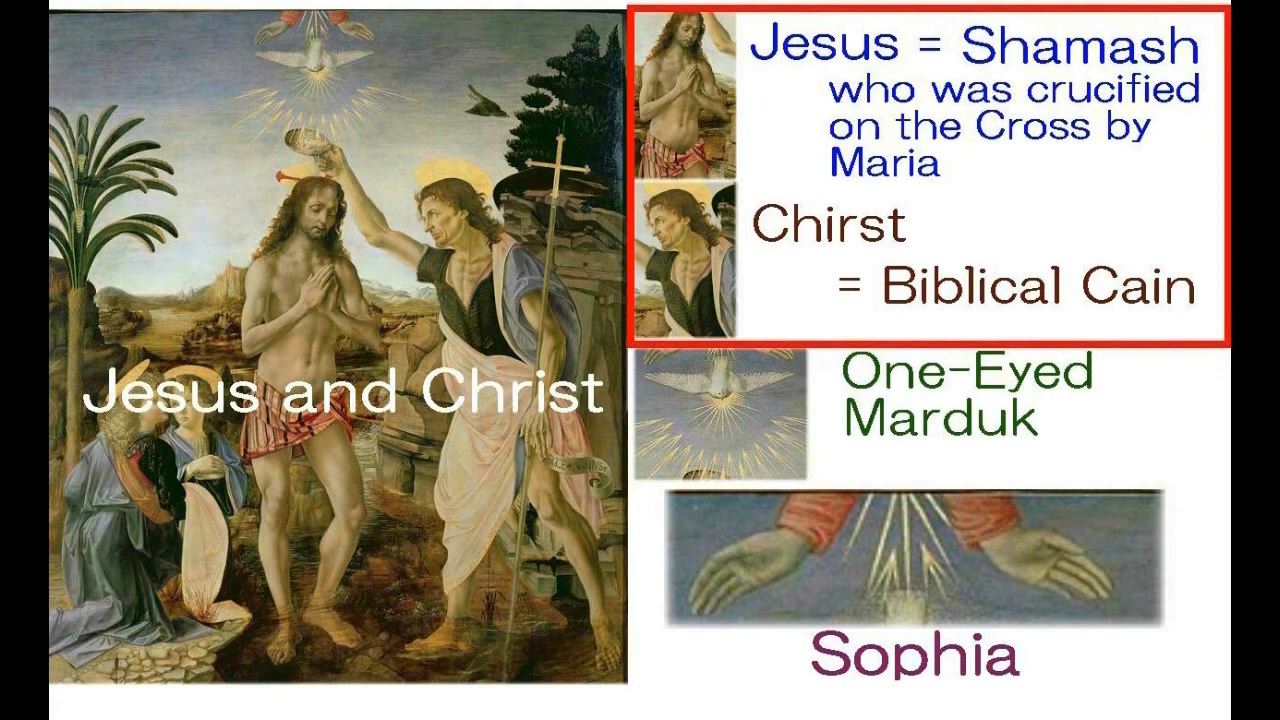 Jesus and Christ
Jesus = Shamash
who was crucified
on the Cross by
Maria
Chirst
= Biblical Cain
One-Eyed
Marduk
Sophia